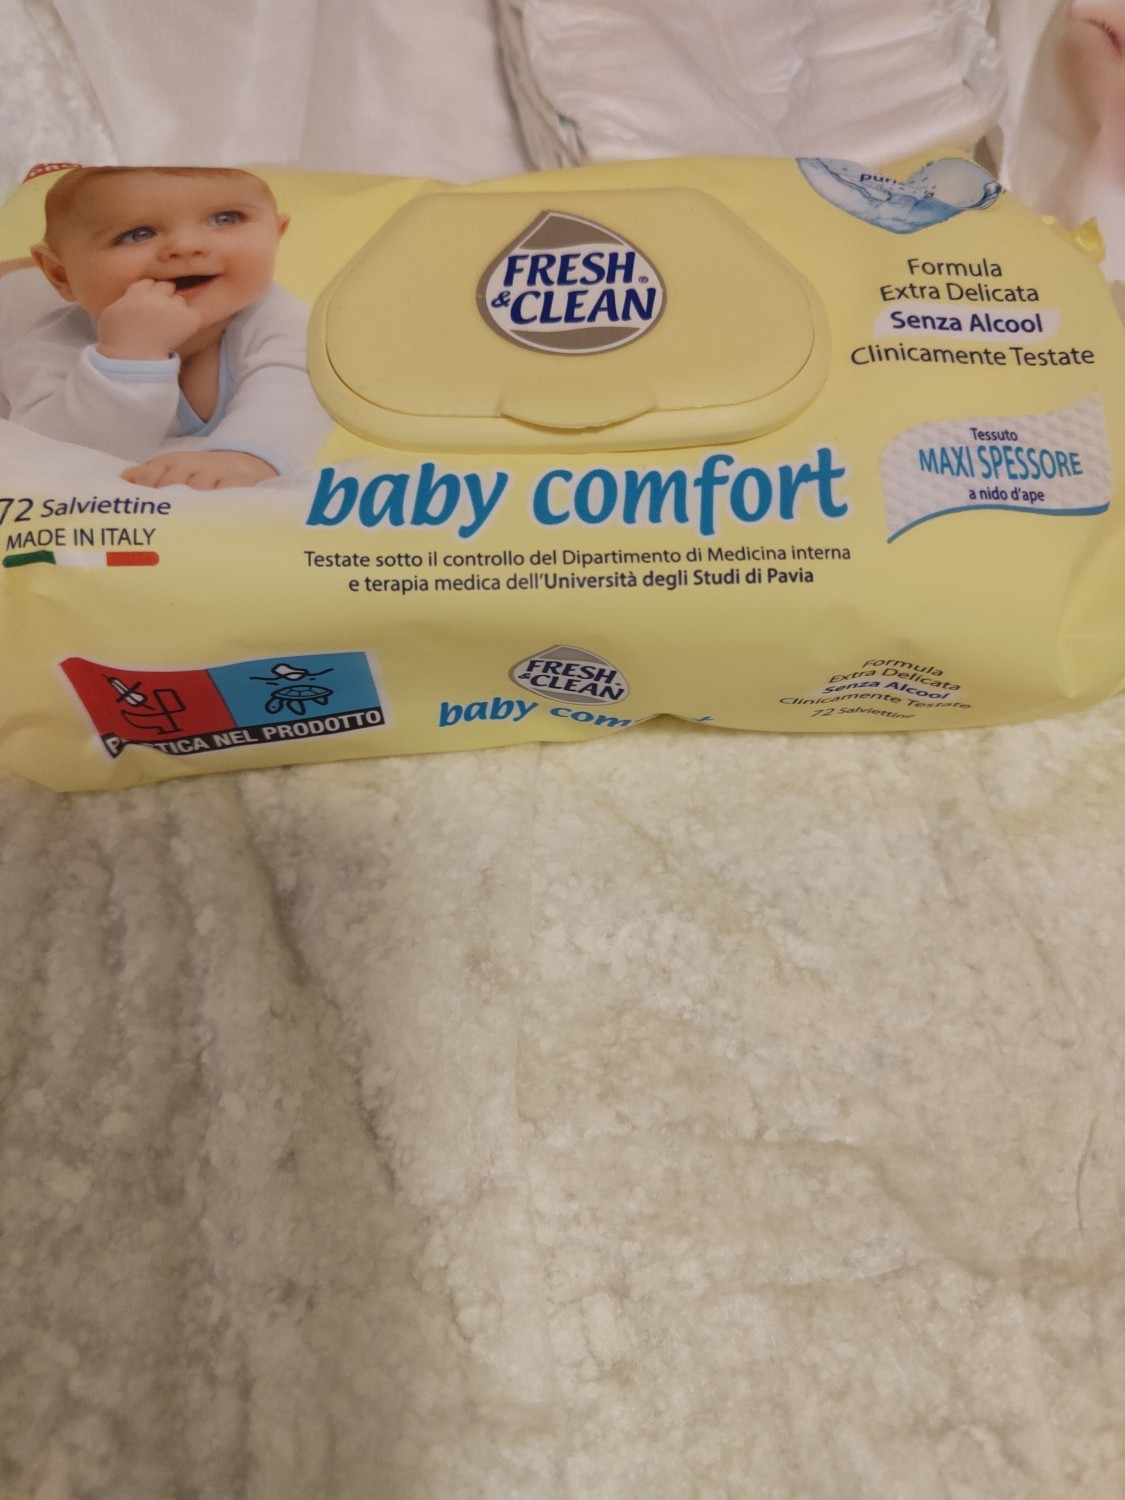 FRESH
& CLEAN®
Formula
Extra Delicata
Senza Alcool
Clinicamente Testate
Tessuto
MAXI SPESSORE
a nido d'ape
baby comfort
72 Salviettine
MADE IN ITALY
Testate sotto il controllo del Dipartimento di Medicina interna
e terapia medica dell'Università degli Studi di Pavia
NEL PRODOTTO
FRESH
& CLEAN
baby
Formula
Extra Delicata
Senza Alcool
Clinicamente Testate
72 Salviettine